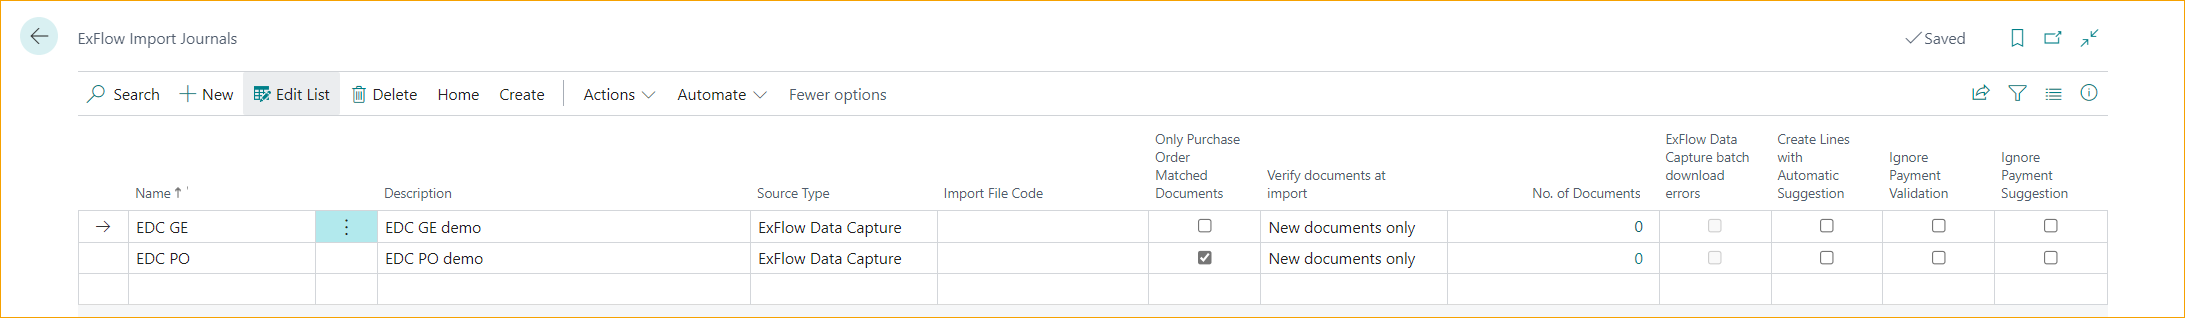 ExFlow Import Journals
Saved
Search New Edit List Delete Home Create Actions Automate Fewer options
Name ↑
Description
Source Type
Import File Code
Only Purchase
Order
Matched
Documents
Verify documents at
import
No. of Documents
ExFlow Data
Capture batch
download
errors
Create Lines
with
Automatic
Suggestion
Ignore
Payment
Validation
Ignore
Payment
Suggestion
EDC GE EDC GE demo ExFlow Data Capture New documents only 0
EDC PO EDC PO demo ExFlow Data Capture New documents only 0